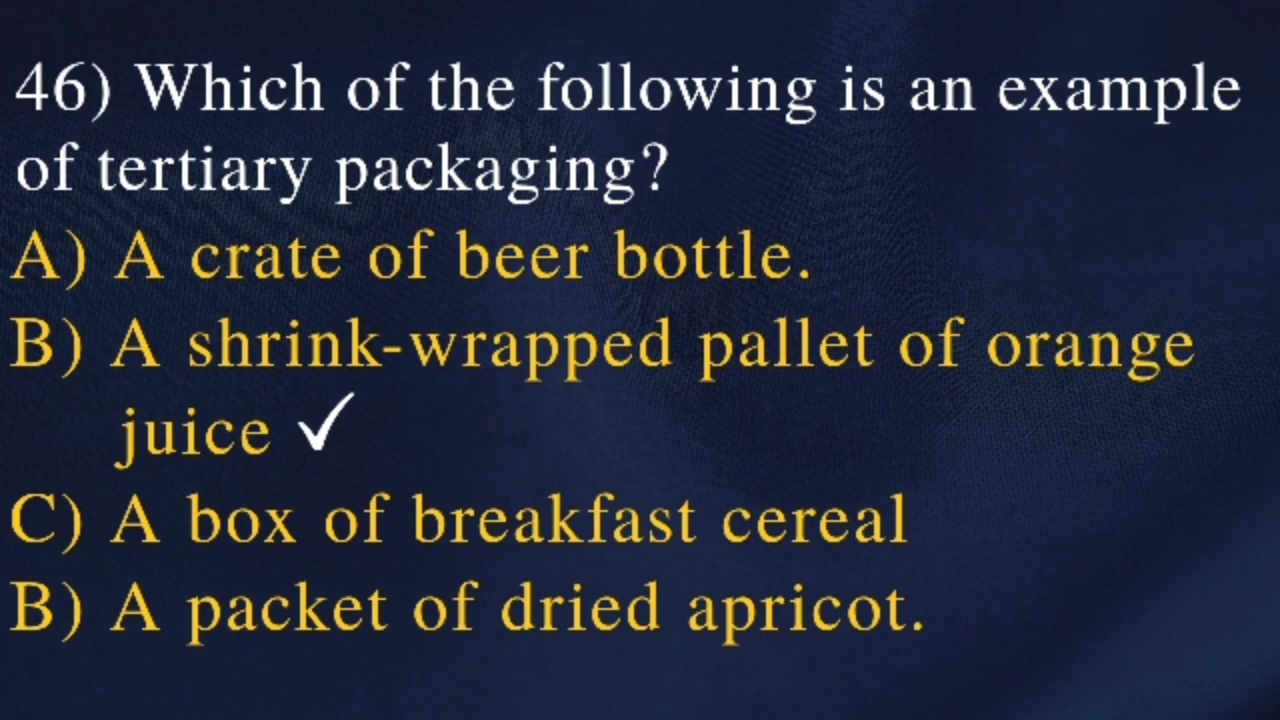 46) Which of the following is an example
of tertiary packaging?
A) A crate of beer bottle.
B) A shrink-wrapped pallet of orange
juice ✓
C) A box of breakfast cereal
B) A packet of dried apricot.